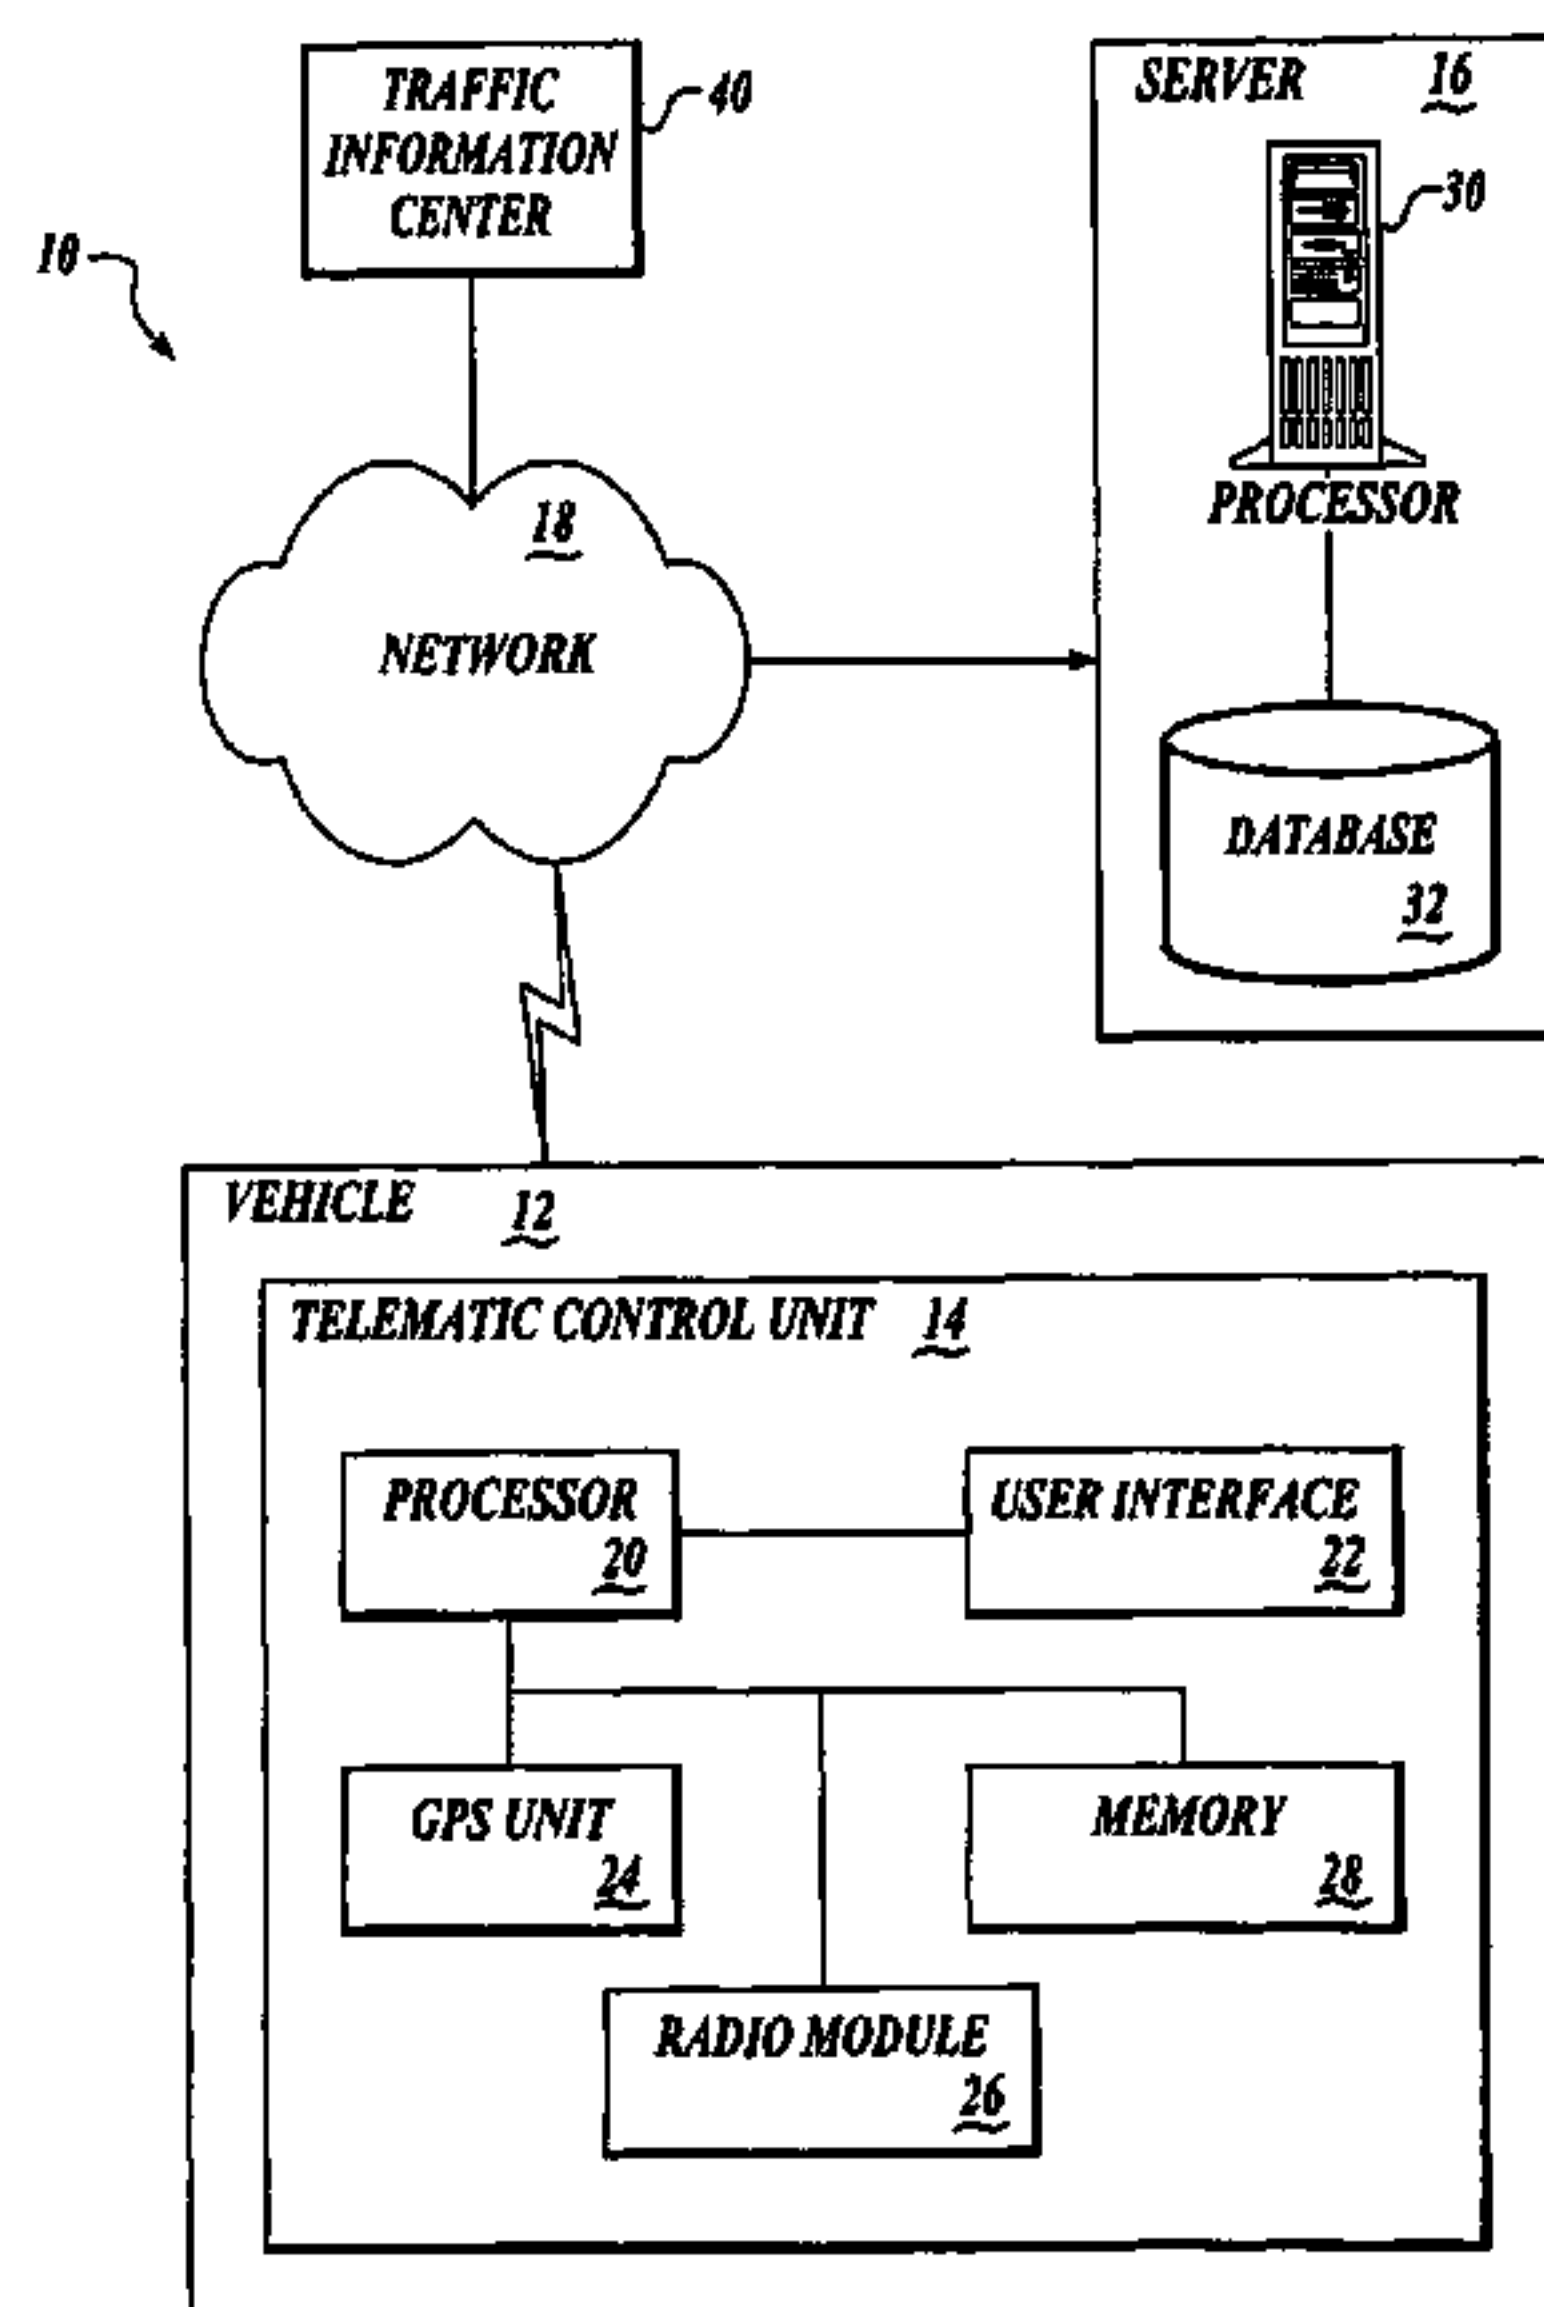 TRAFFIC
INFORMATION
CENTER
40
10
SERVER 16
30
PROCESSOR
18
NETWORK
DATABASE
32
VEHICLE 12
TELEMATIC CONTROL UNIT 14
PROCESSOR
20
USER INTERFACE
22
GPS UNIT
24
MEMORY
28
RADIO MODULE
26